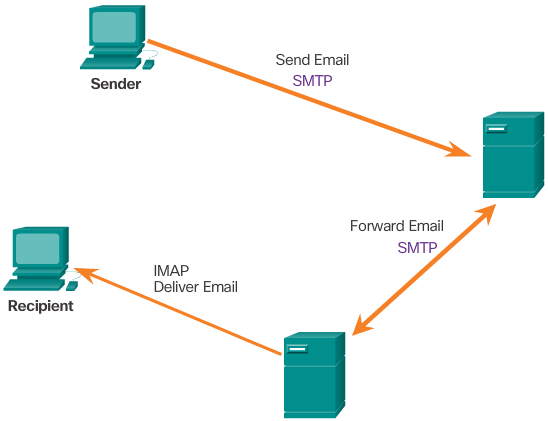 Send Email
SMTP
Sender
Forward Email
SMTP
IMAP
Deliver Email
Recipient